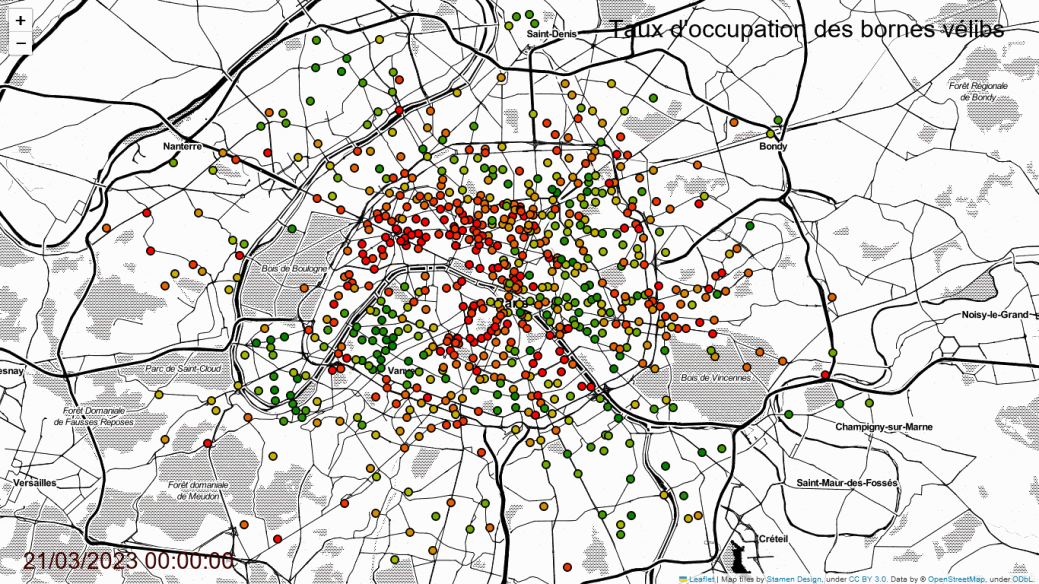 +
−
Taux d'occupation des bornes vélibs
Saint-Denis
Forêt Régionale
de Bondy
Nanterre
Bondy
Bois de Boulogne
Noisy-le-Grand
Parc de Saint-Cloud
Bois de Vincennes
Forêt Domaniale
de Fausses Reposes
Champigny-sur-Marne
Versailles
Forêt domaniale
de Meudon
Saint-Maur-des-Fossés
Créteil
21/03/2023 00:00:00
Leaflet | Map tiles by Stamen Design, under CC BY 3.0. Data by © OpenStreetMap, under ODbL.